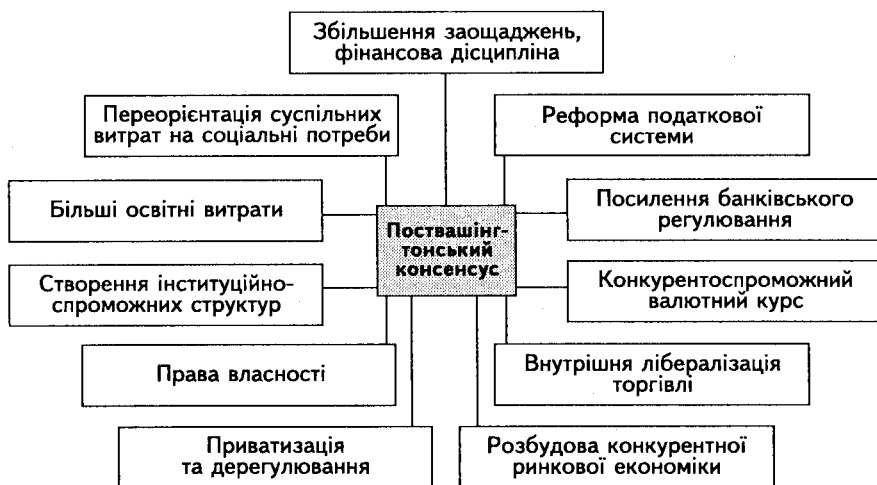 Збільшення заощаджень,
фінансова дісципліна
Переорієнтація суспільних
витрат на соціальні потреби
Реформа податкової
системи
Більші освітні витрати
Посилення банківського
регулювання
Поствашінг-
тонський
консенсус
Створення інституційно-
спроможних структур
Конкурентоспроможний
валютний курс
Права власності
Внутрішня лібералізація
торгівлі
Приватизація
та дерегулювання
Розбудова конкурентної
ринкової економіки